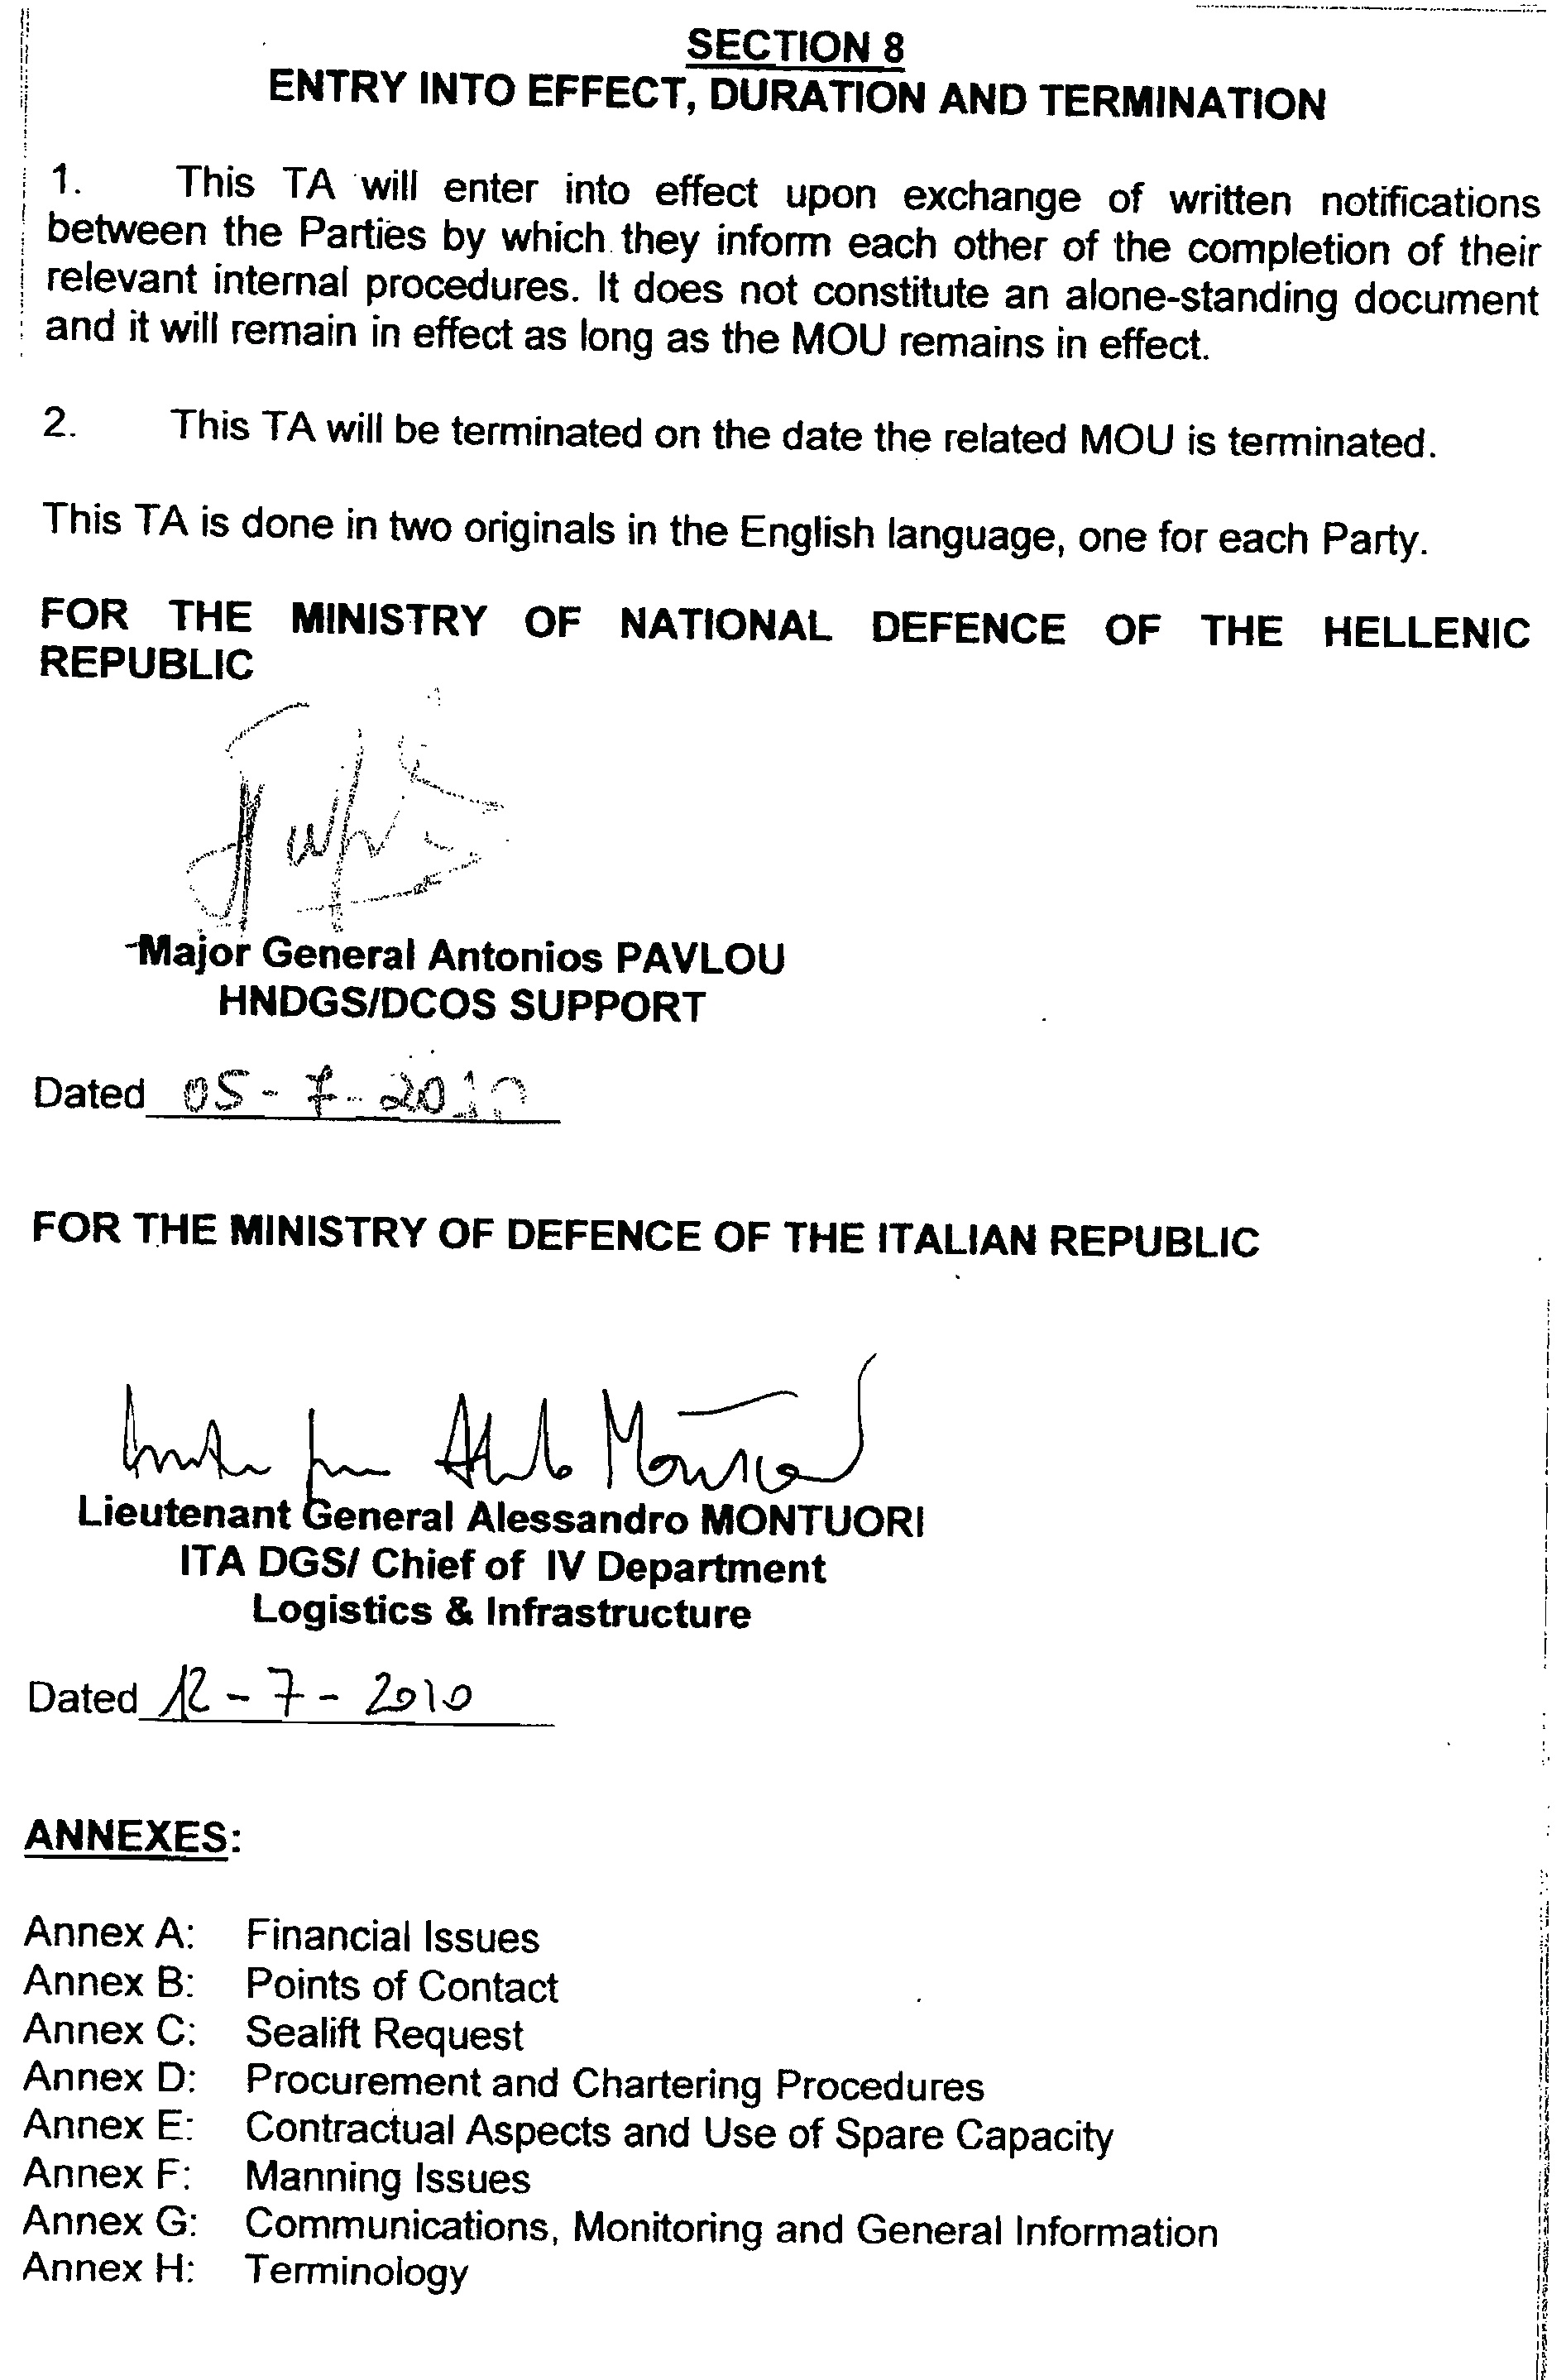 SECTION 8
ENTRY INTO EFFECT, DURATION AND TERMINATION
1. This TA will enter into effect upon exchange of written notifications
between the Parties by which they inform each other of the completion of their
relevant internal procedures. It does not constitute an alone-standing document
and it will remain in effect as long as the MOU remains in effect.
2. This TA will be terminated on the date the related MOU is terminated.
This TA is done in two originals in the English language, one for each Party.
FOR THE MINISTRY OF NATIONAL DEFENCE OF THE HELLENIC
REPUBLIC
Major General Antonios PAVLOU
HNDGS/DCOS SUPPORT
Dated 05-7-2010
FOR THE MINISTRY OF DEFENCE OF THE ITALIAN REPUBLIC
Lieutenant General Alessandro MONTUORI
ITA DGS/ Chief of IV Department
Logistics & Infrastructure
Dated 12-7-2010
ANNEXES:
Annex A: Financial Issues
Annex B: Points of Contact
Annex C: Sealift Request
Annex D: Procurement and Chartering Procedures
Annex E: Contractual Aspects and Use of Spare Capacity
Annex F: Manning Issues
Annex G: Communications, Monitoring and General Information
Annex H: Terminology